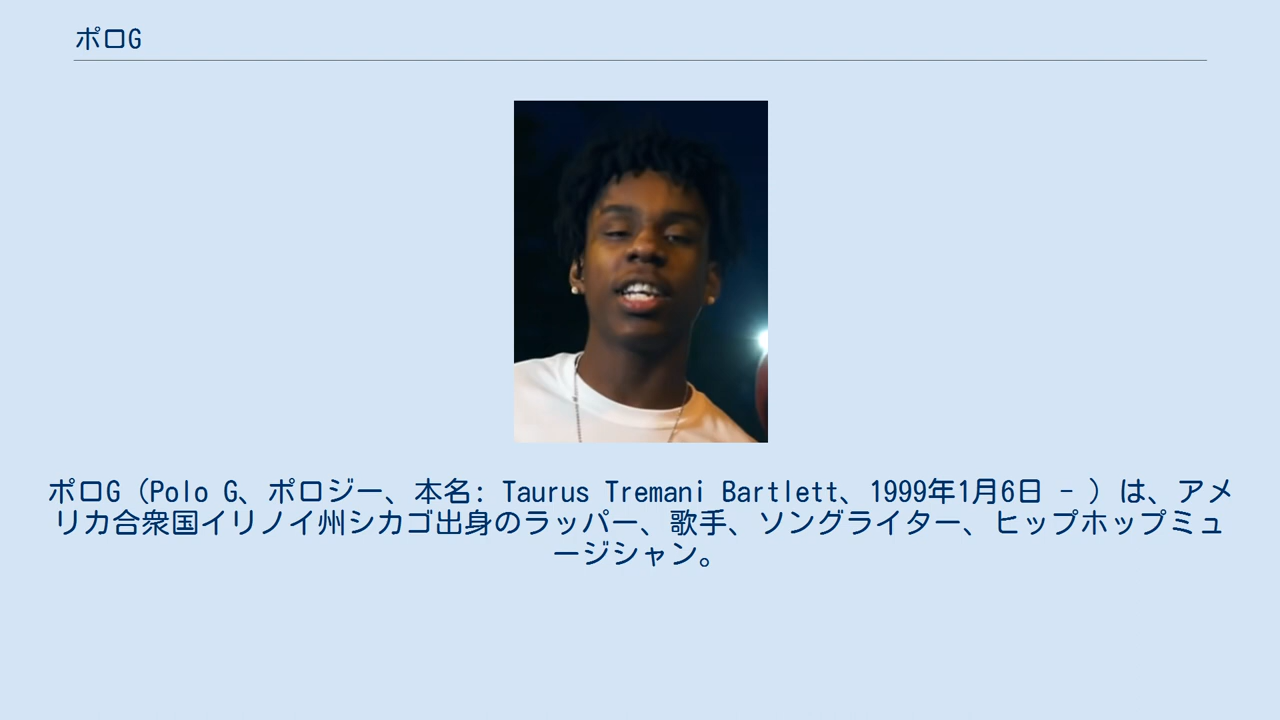 ポロG
ポロG（Polo G、ポロジー、本名: Taurus Tremani Bartlett、1999年1月6日 - ）は、アメ
リカ合衆国イリノイ州シカゴ出身のラッパー、歌手、ソングライター、ヒップホップミュ
ージシャン。